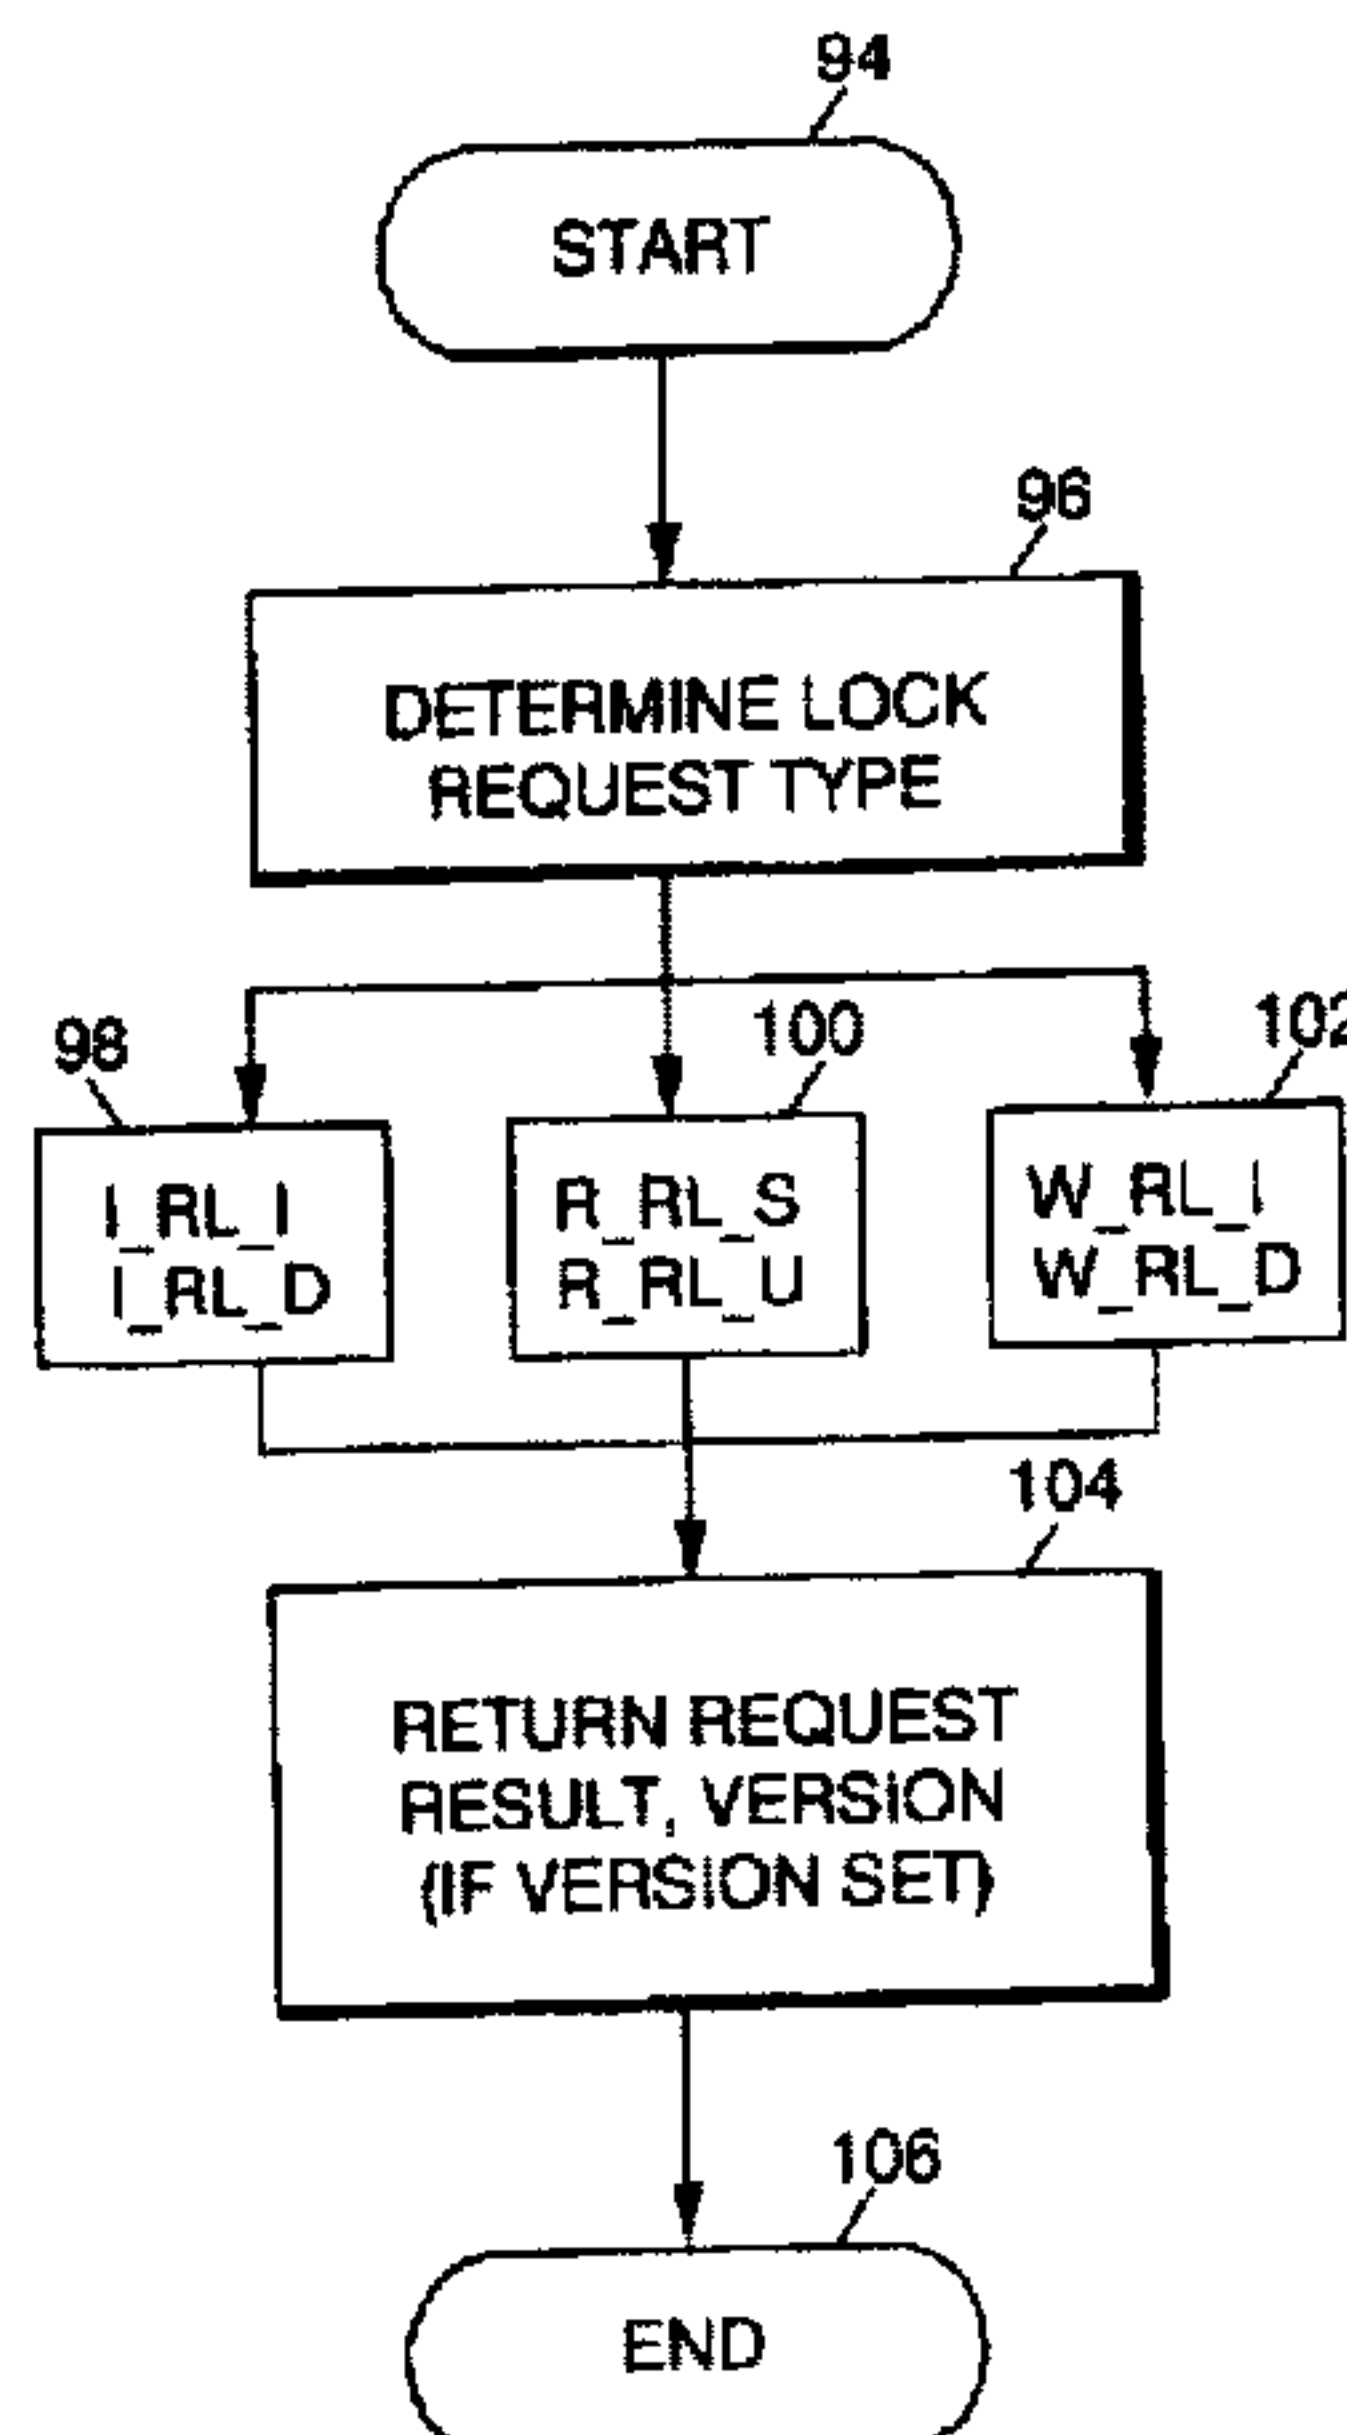 94
START
96
DETERMINE LOCK
REQUEST TYPE
98
100
102
I_RL_I
I_RL_D
R_RL_S
R_RL_U
W_RL_I
W_RL_D
104
RETURN REQUEST
RESULT, VERSION
(IF VERSION SET)
106
END